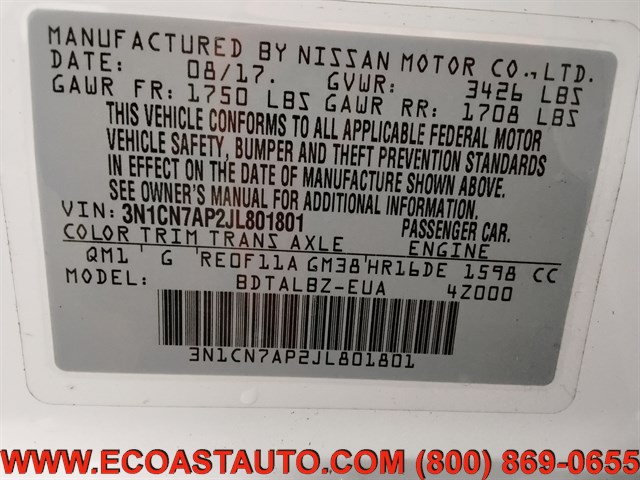 MANUFACTURED BY NISSAN MOTOR CO.,LTD.
DATE: 08/17. GVWR: 3426 LBS
GAWR FR: 1750 LBS GAWR RR: 1708 LBS
THIS VEHICLE CONFORMS TO ALL APPLICABLE FEDERAL MOTOR
VEHICLE SAFETY, BUMPER AND THEFT PREVENTION STANDARDS
IN EFFECT ON THE DATE OF MANUFACTURE SHOWN ABOVE.
SEE OWNER'S MANUAL FOR ADDITIONAL INFORMATION.
VIN: 3N1CN7AP2JL801801 PASSENGER CAR.
COLOR TRIM TRANS AXLE ENGINE
QM1 ' G 'RE0F11A GM38'HR16DE 1598 CC
MODEL: BDTALBZ-EUA 4Z000
3N1CN7AP2JL801801
WWW.ECOASTAUTO.COM (800) 869-0655